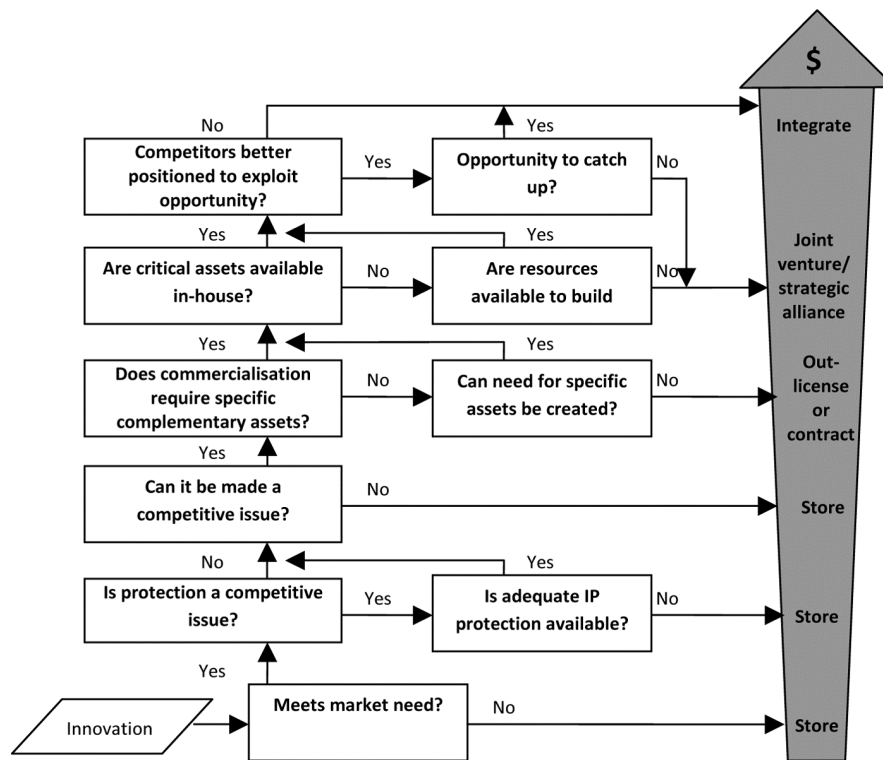 $
No
Yes
Integrate
Competitors better
positioned to exploit
opportunity?
Yes
Opportunity to catch
up?
No
Yes
Yes
Joint
venture/
strategic
alliance
Are critical assets available
in-house?
No
Are resources
available to build
No
Yes
Yes
Does commercialisation
require specific
complementary assets?
No
Can need for specific
assets be created?
No
Out-
license
or
contract
Yes
Can it be made a
competitive issue?
No
Store
No
Yes
Is protection a competitive
issue?
Yes
Is adequate IP
protection available?
No
Store
Yes
Innovation
Meets market need?
No
Store